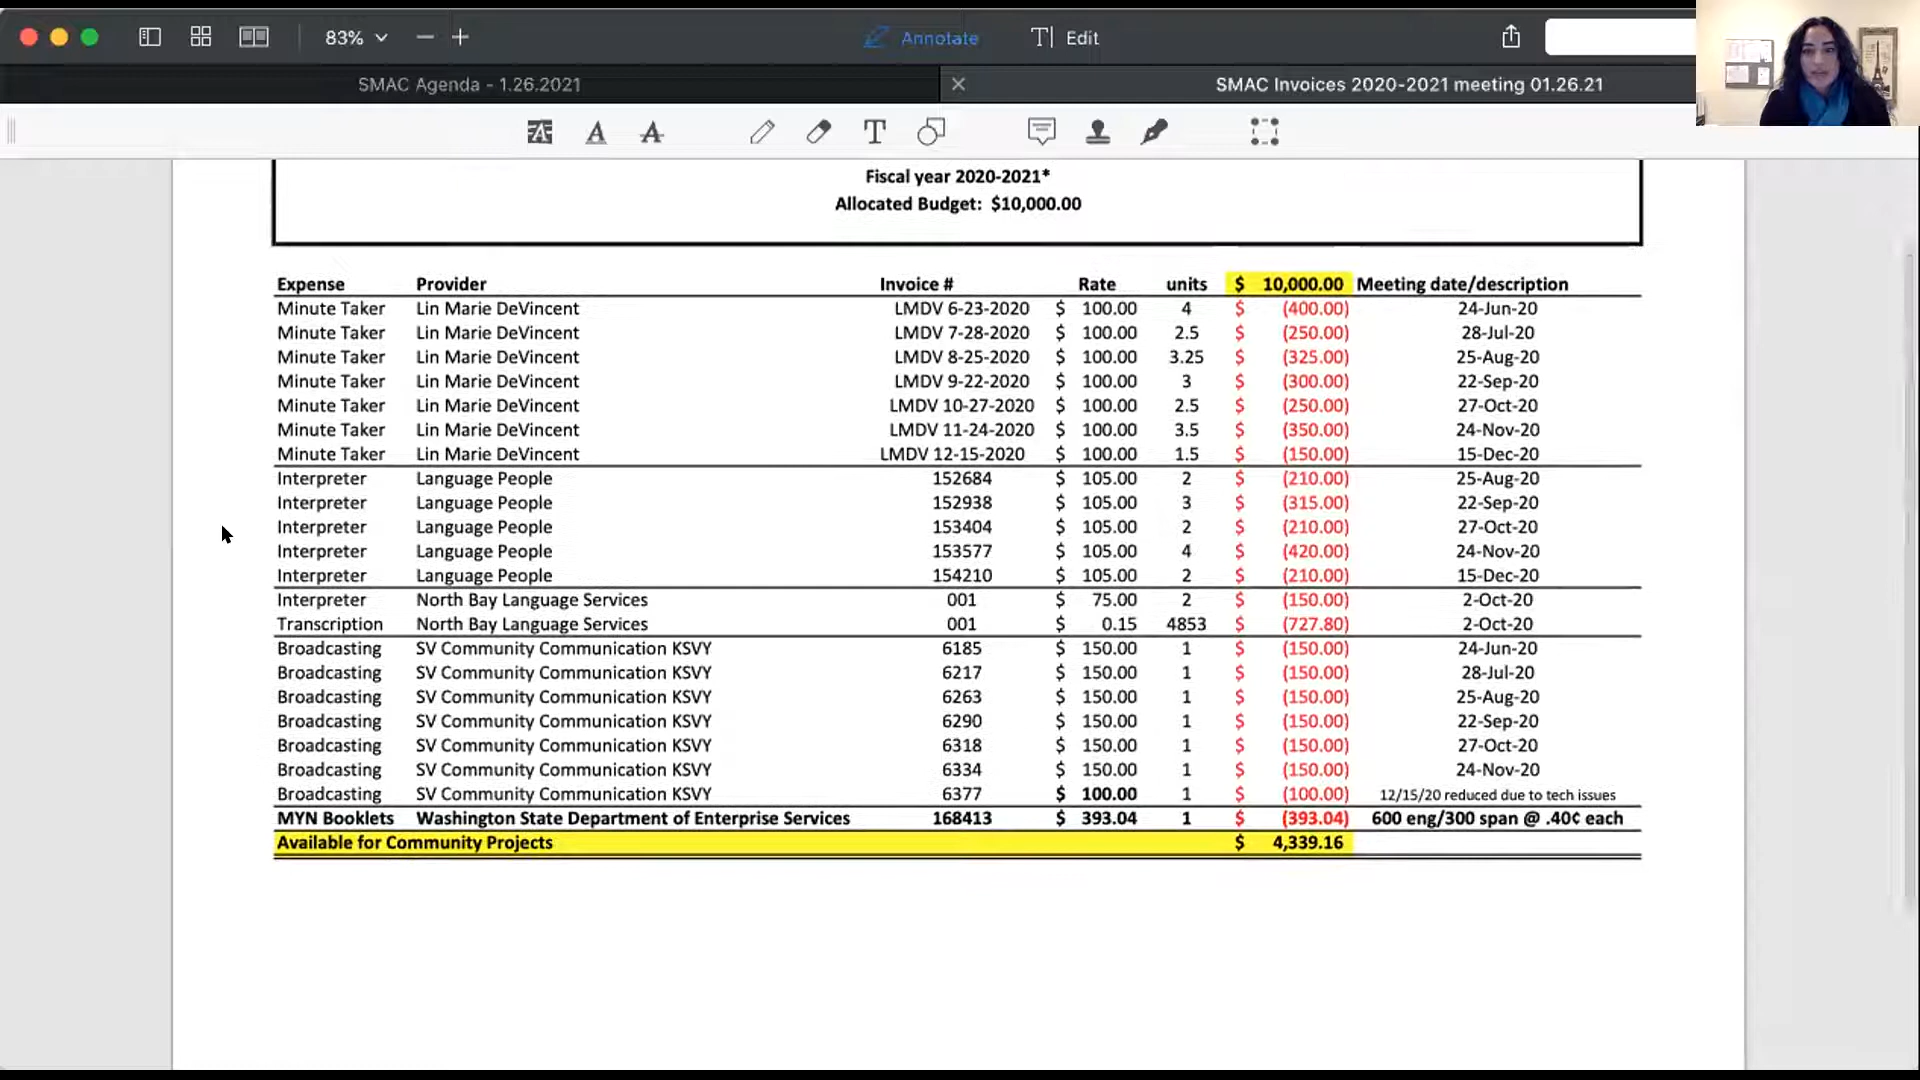 83%
Annotate
T| Edit
SMAC Agenda - 1.26.2021
SMAC Invoices 2020-2021 meeting 01.26.21
Fiscal year 2020-2021*
Allocated Budget: $10,000.00
Expense Provider Invoice # Rate units $ 10,000.00 Meeting date/description
Minute Taker Lin Marie DeVincent LMDV 6-23-2020 $ 100.00 4 $ (400.00) 24-Jun-20
Minute Taker Lin Marie DeVincent LMDV 7-28-2020 $ 100.00 2.5 $ (250.00) 28-Jul-20
Minute Taker Lin Marie DeVincent LMDV 8-25-2020 $ 100.00 3.25 $ (325.00) 25-Aug-20
Minute Taker Lin Marie DeVincent LMDV 9-22-2020 $ 100.00 3 $ (300.00) 22-Sep-20
Minute Taker Lin Marie DeVincent LMDV 10-27-2020 $ 100.00 2.5 $ (250.00) 27-Oct-20
Minute Taker Lin Marie DeVincent LMDV 11-24-2020 $ 100.00 3.5 $ (350.00) 24-Nov-20
Minute Taker Lin Marie DeVincent LMDV 12-15-2020 $ 100.00 1.5 $ (150.00) 15-Dec-20
Interpreter Language People 152684 $ 105.00 2 $ (210.00) 25-Aug-20
Interpreter Language People 152938 $ 105.00 3 $ (315.00) 22-Sep-20
Interpreter Language People 153404 $ 105.00 2 $ (210.00) 27-Oct-20
Interpreter Language People 153577 $ 105.00 4 $ (420.00) 24-Nov-20
Interpreter Language People 154210 $ 105.00 2 $ (210.00) 15-Dec-20
Interpreter North Bay Language Services 001 $ 75.00 2 $ (150.00) 2-Oct-20
Transcription North Bay Language Services 001 $ 0.15 4853 $ (727.80) 2-Oct-20
Broadcasting SV Community Communication KSVY 6185 $ 150.00 1 $ (150.00) 24-Jun-20
Broadcasting SV Community Communication KSVY 6217 $ 150.00 1 $ (150.00) 28-Jul-20
Broadcasting SV Community Communication KSVY 6263 $ 150.00 1 $ (150.00) 25-Aug-20
Broadcasting SV Community Communication KSVY 6290 $ 150.00 1 $ (150.00) 22-Sep-20
Broadcasting SV Community Communication KSVY 6318 $ 150.00 1 $ (150.00) 27-Oct-20
Broadcasting SV Community Communication KSVY 6334 $ 150.00 1 $ (150.00) 24-Nov-20
Broadcasting SV Community Communication KSVY 6377 $ 100.00 1 $ (100.00) 12/15/20 reduced due to tech issues
MYN Booklets Washington State Department of Enterprise Services 168413 $ 393.04 1 $ (393.04) 600 eng/300 span @ .40¢ each
Available for Community Projects $ 4,339.16